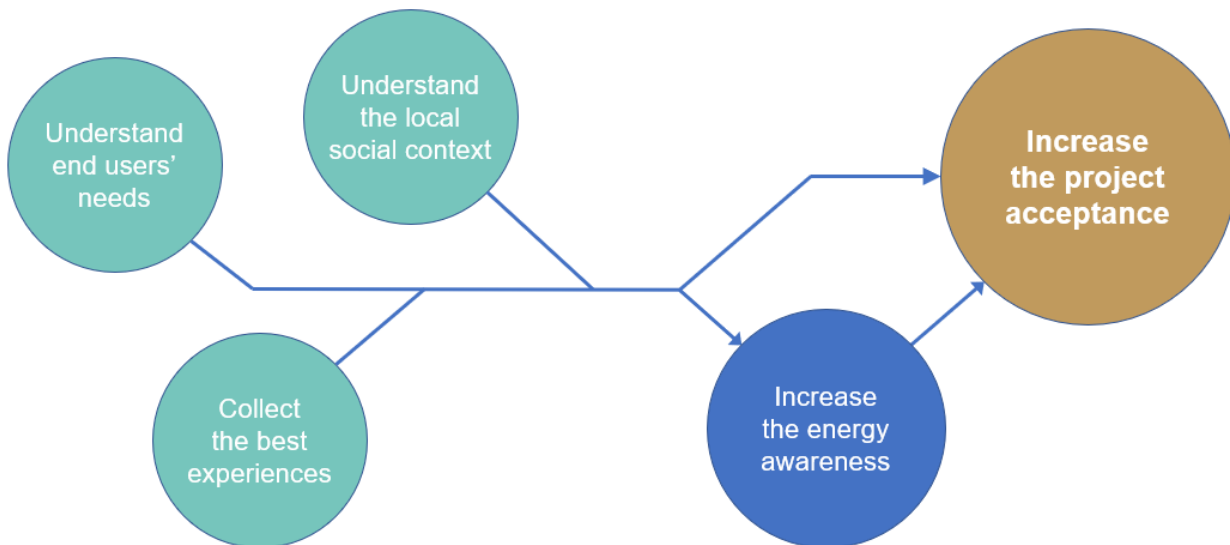 Understand
end users’
needs
Understand
the local
social context
Collect
the best
experiences
Increase
the energy
awareness
Increase
the project
acceptance